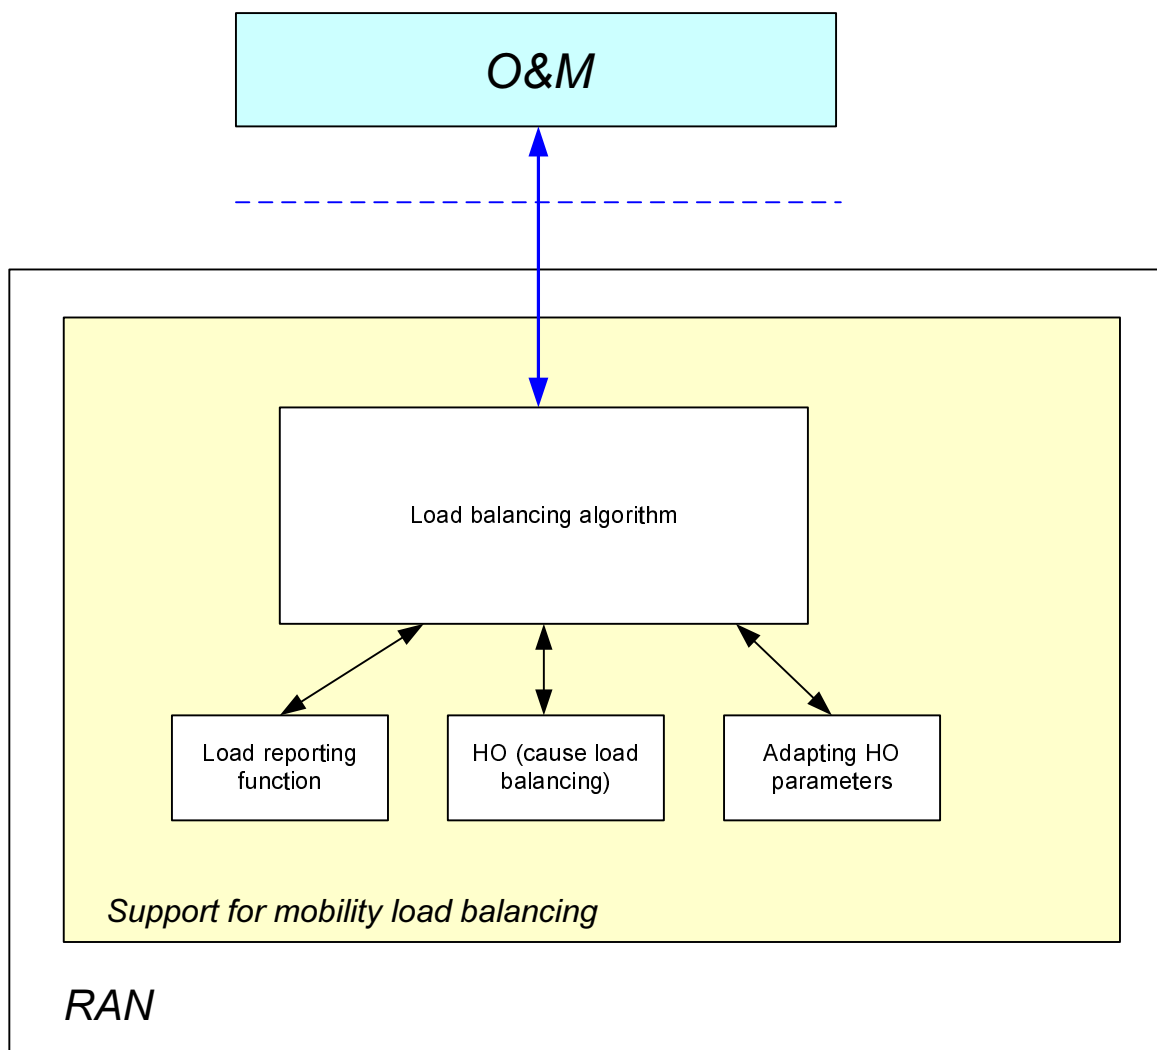 O&M
Load balancing algorithm
Load reporting
function
HO (cause load
balancing)
Adapting HO
parameters
Support for mobility load balancing
RAN